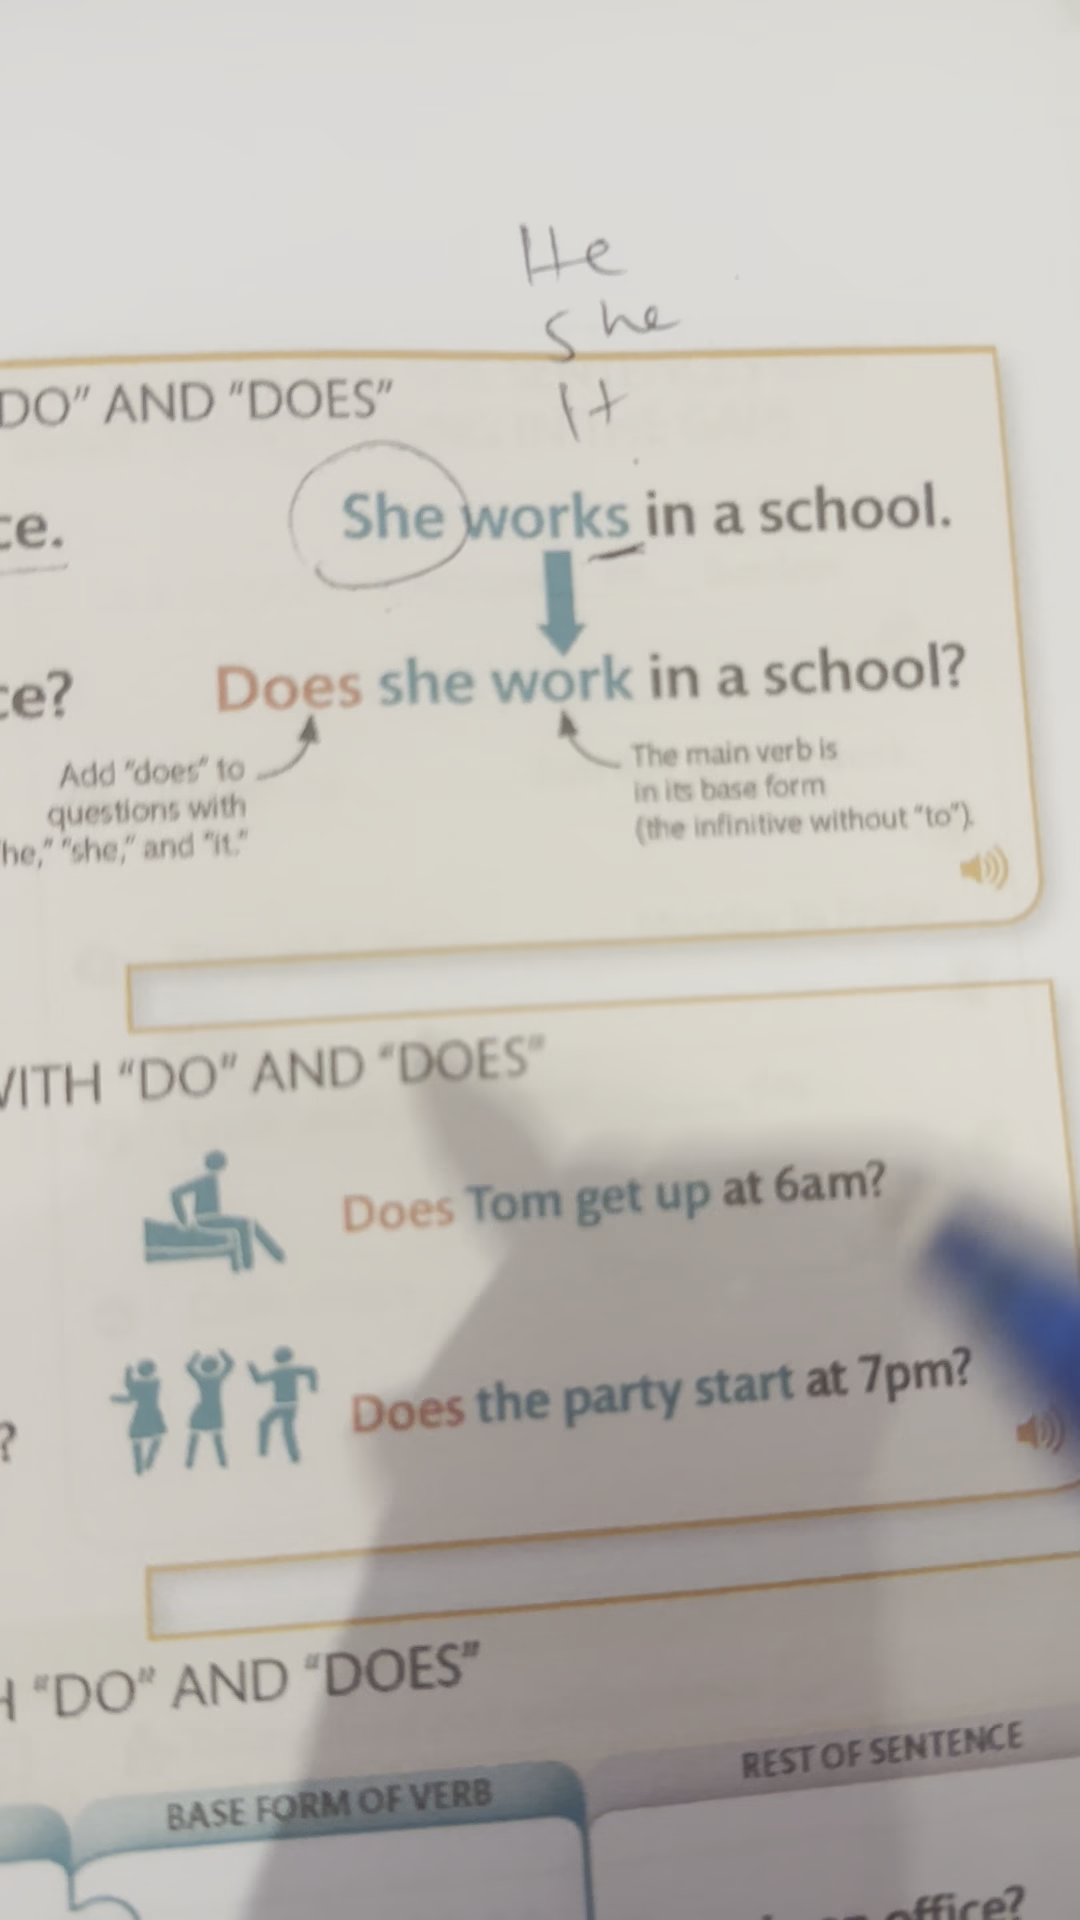 He
she
It
DO" AND "DOES"
She works in a school.
Does she work in a school?
Add "does" to
questions with
he," "she," and "it."
The main verb is
in its base form
(the infinitive without "to").
WITH "DO" AND "DOES"
Does Tom get up at 6am?
Does the party start at 7pm?
?
"DO" AND "DOES"
BASE FORM OF VERB
REST OF SENTENCE
office?